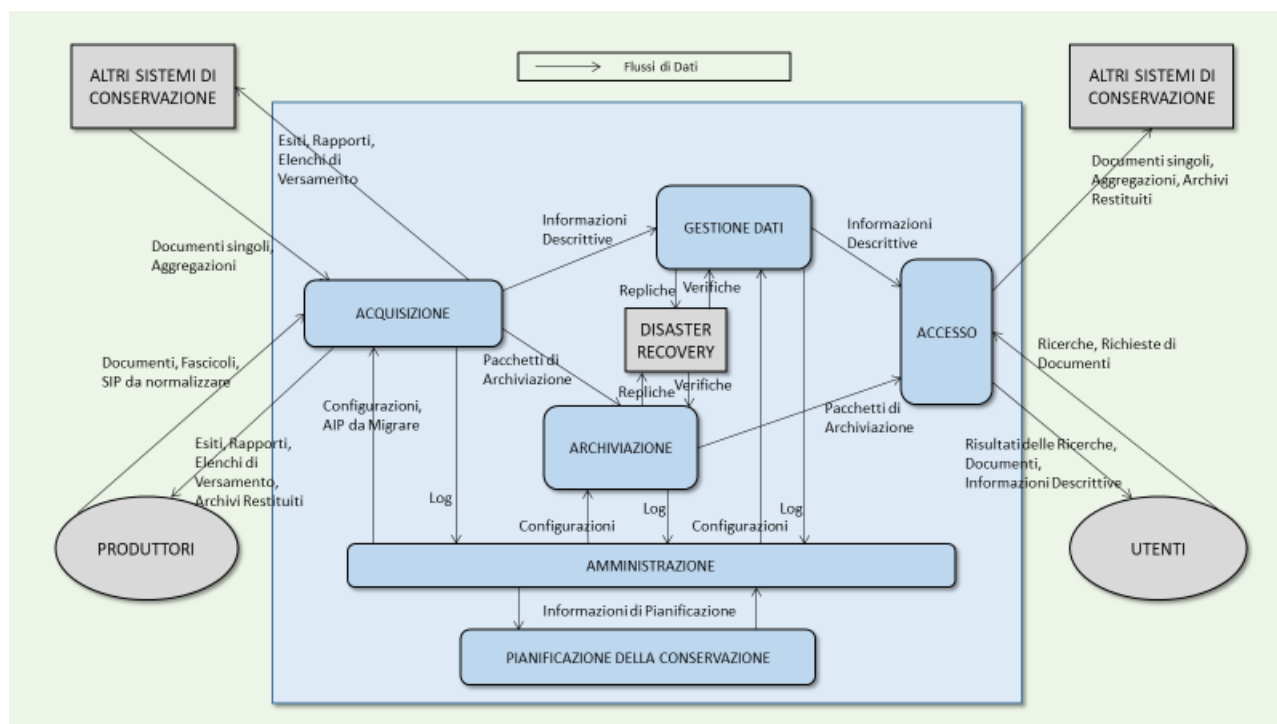 ALTRI SISTEMI DI
CONSERVAZIONE
Flussi di Dati
ALTRI SISTEMI DI
CONSERVAZIONE
Esiti, Rapporti,
Elenchi di
Versamento
Documenti singoli,
Aggregazioni, Archivi
Restituiti
Documenti singoli,
Aggregazioni
Informazioni
Descrittive
GESTIONE DATI
Informazioni
Descrittive
Repliche
Verifiche
ACQUISIZIONE
DISASTER
RECOVERY
ACCESSO
Documenti, Fascicoli,
SIP da normalizzare
Pacchetti di
Archiviazione
Repliche
Verifiche
Ricerche, Richieste di
Documenti
Configurazioni,
AIP da Migrare
Pacchetti di
Archiviazione
Esiti, Rapporti,
Elenchi di
Versamento,
Archivi Restituiti
ARCHIVIAZIONE
Risultati delle Ricerche,
Documenti,
Informazioni Descrittive
Log
Configurazioni
Log
Configurazioni
Log
PRODUTTORI
AMMINISTRAZIONE
UTENTI
Informazioni di Pianificazione
PIANIFICAZIONE DELLA CONSERVAZIONE